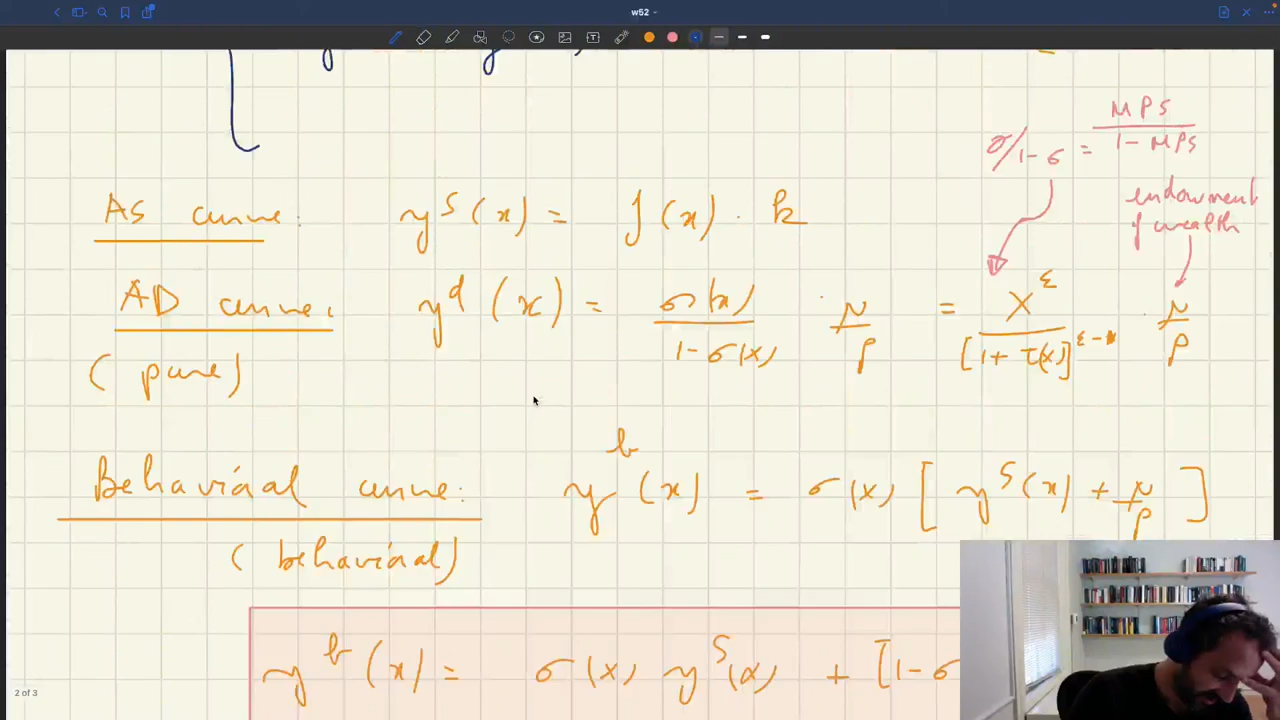 w52
MPS
σ/1-σ = ―
1 - MPS
endowment
of wealth
AS curve: y^s(x) = f(x) · k
AD curve: y^d(x) = σ(x)/1-σ(x) · μ/p = X^ε/[1+τ(x)]^ε-1 · μ/p
(pure)
Behavioral curve: y^b(x) = σ(x) [ y^s(x) + μ/p ]
(behavioral)
y^b(x) = σ(x) y^s(x) + [1-σ
2 of 3